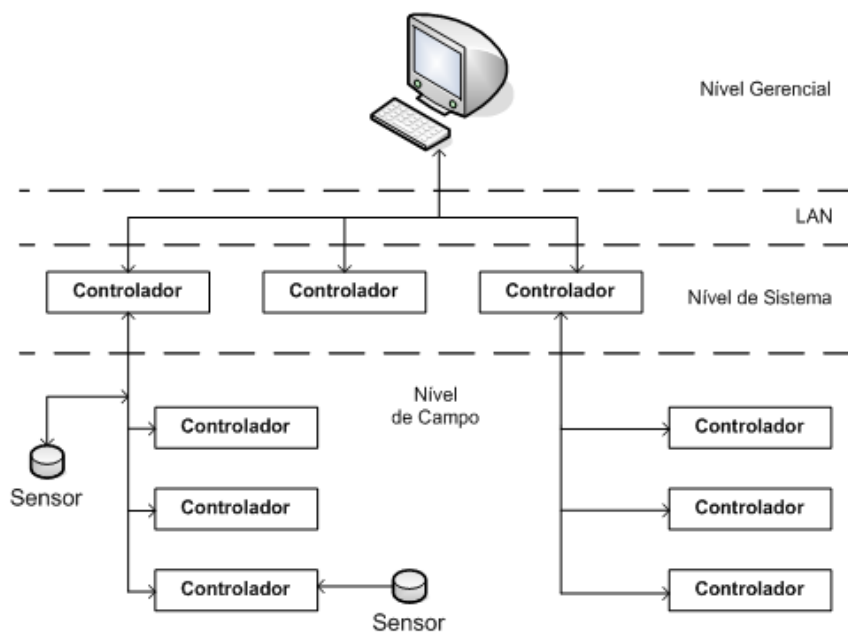 Nível Gerencial
LAN
Controlador
Controlador
Controlador
Nível de Sistema
Nível
de Campo
Controlador
Controlador
Sensor
Controlador
Controlador
Controlador
Controlador
Sensor